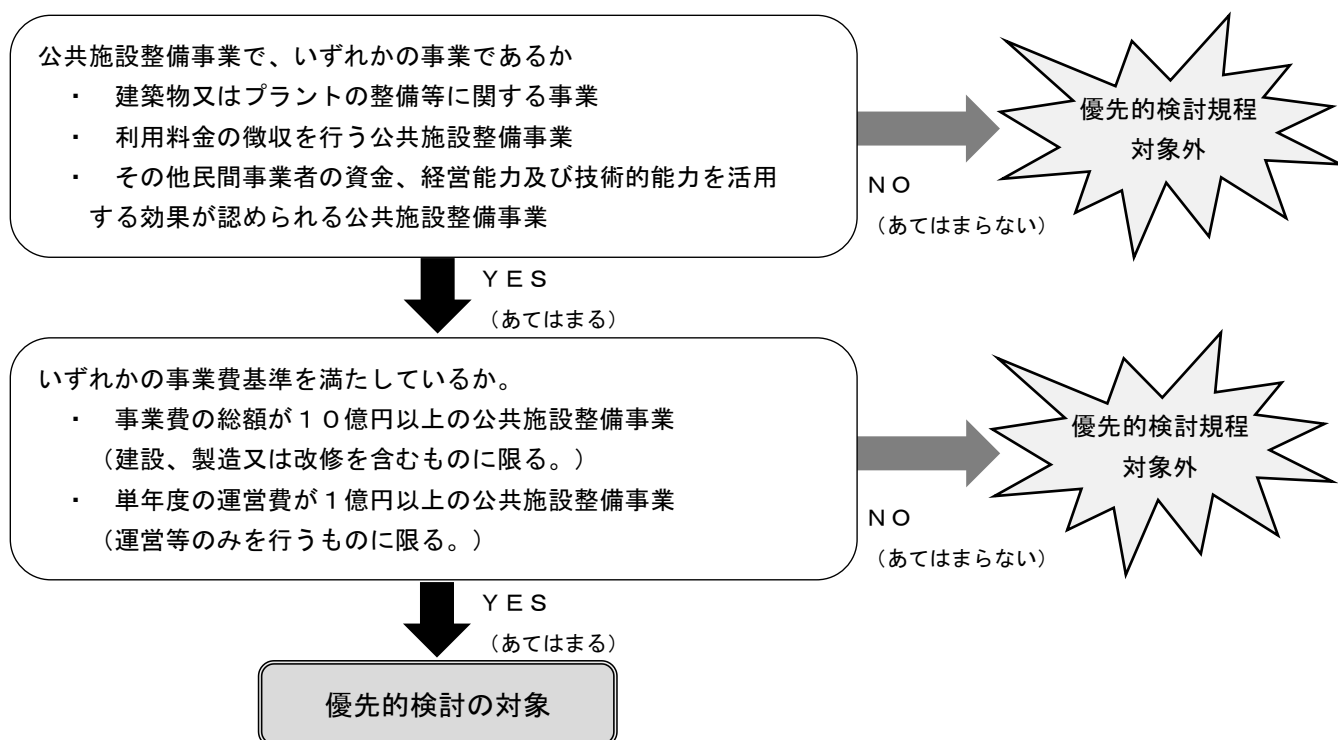 公共施設整備事業で、いずれかの事業であるか
・　建築物又はプラントの整備等に関する事業
・　利用料金の徴収を行う公共施設整備事業
・　その他民間事業者の資金、経営能力及び技術的能力を活用
する効果が認められる公共施設整備事業
優先的検討規程
対象外
ＮＯ
（あてはまらない）
ＹＥＳ
（あてはまる）
いずれかの事業費基準を満たしているか。
・　事業費の総額が１０億円以上の公共施設整備事業
（建設、製造又は改修を含むものに限る。）
・　単年度の運営費が１億円以上の公共施設整備事業
（運営等のみを行うものに限る。）
優先的検討規程
対象外
ＮＯ
（あてはまらない）
ＹＥＳ
（あてはまる）
優先的検討の対象